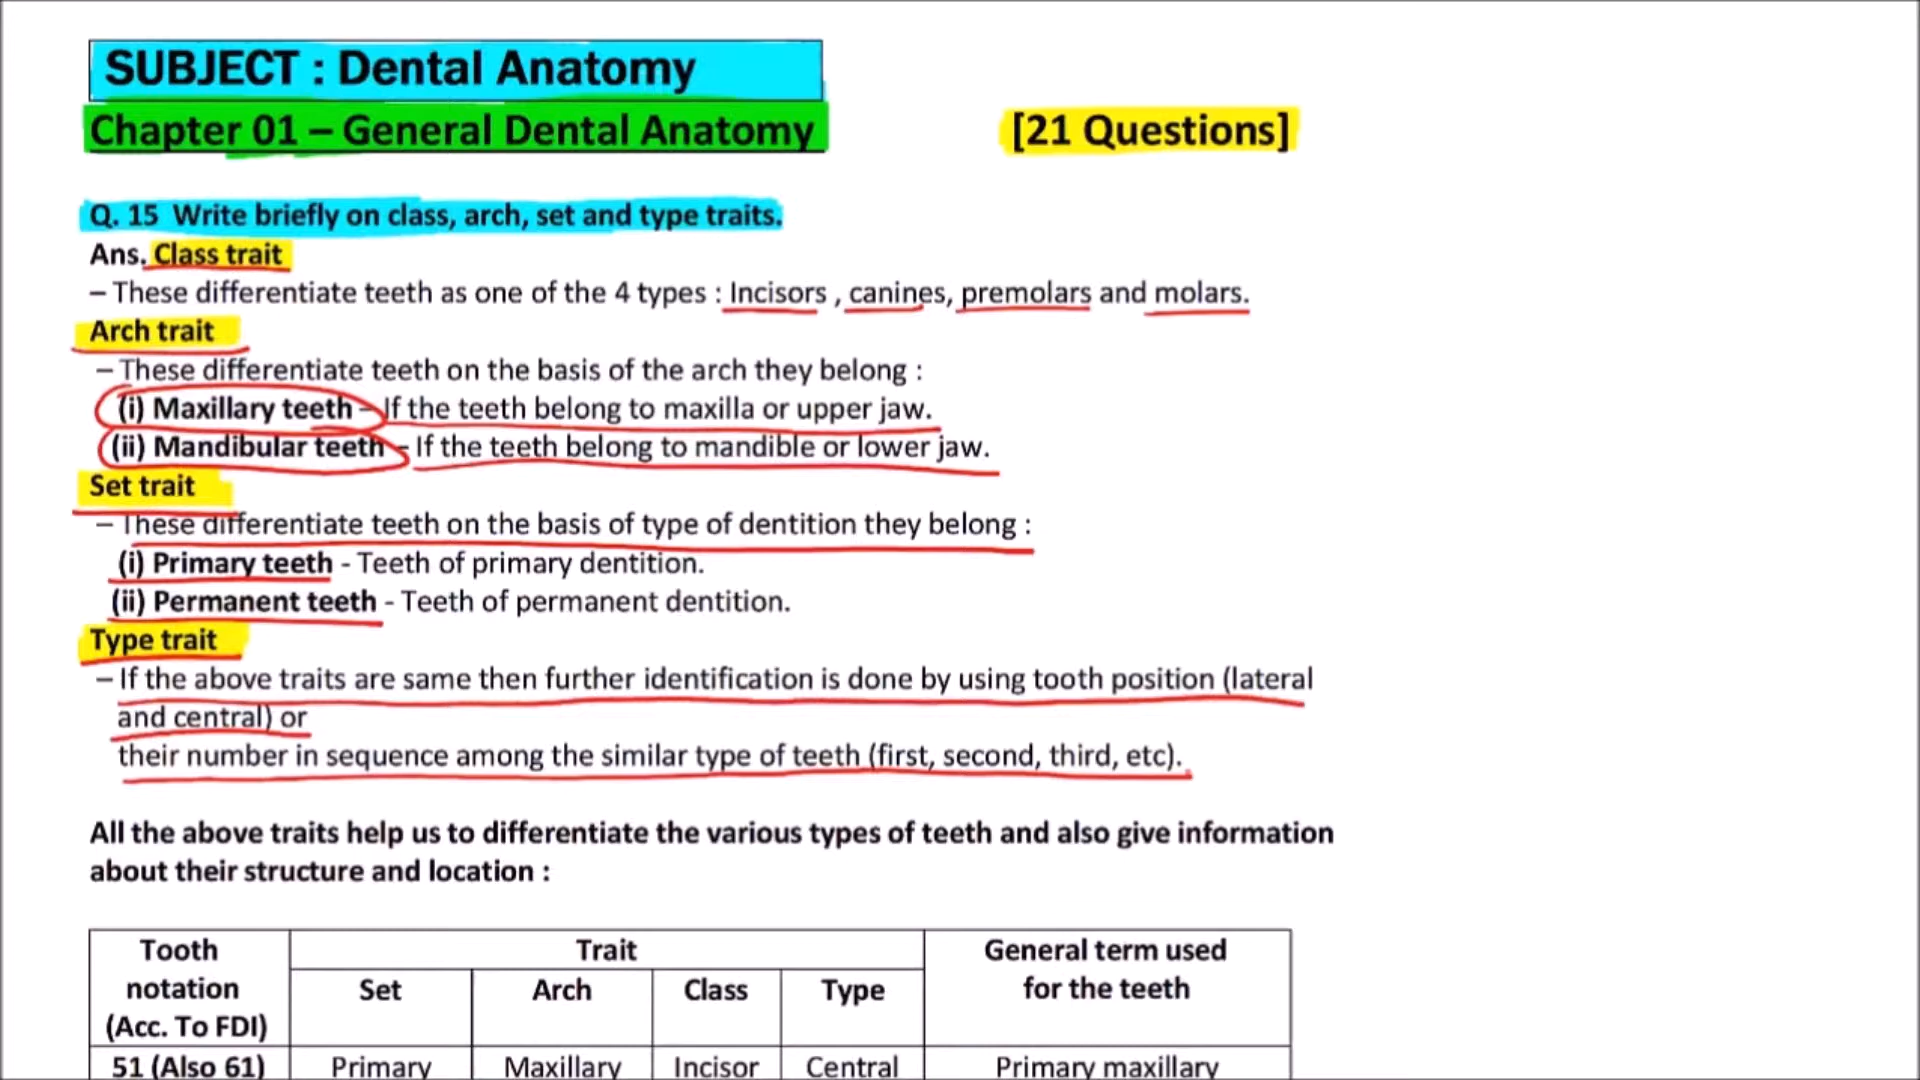 SUBJECT : Dental Anatomy
Chapter 01 – General Dental Anatomy [21 Questions]
Q. 15 Write briefly on class, arch, set and type traits.
Ans. Class trait
– These differentiate teeth as one of the 4 types : Incisors , canines, premolars and molars.
Arch trait
– These differentiate teeth on the basis of the arch they belong :
(i) Maxillary teeth - If the teeth belong to maxilla or upper jaw.
(ii) Mandibular teeth - If the teeth belong to mandible or lower jaw.
Set trait
– These differentiate teeth on the basis of type of dentition they belong :
(i) Primary teeth - Teeth of primary dentition.
(ii) Permanent teeth - Teeth of permanent dentition.
Type trait
– If the above traits are same then further identification is done by using tooth position (lateral
and central) or
their number in sequence among the similar type of teeth (first, second, third, etc).
All the above traits help us to differentiate the various types of teeth and also give information
about their structure and location :
Tooth notation (Acc. To FDI)
Trait
General term used for the teeth
Set Arch Class Type
51 (Also 61) Primary Maxillary Incisor Central Primary maxillary